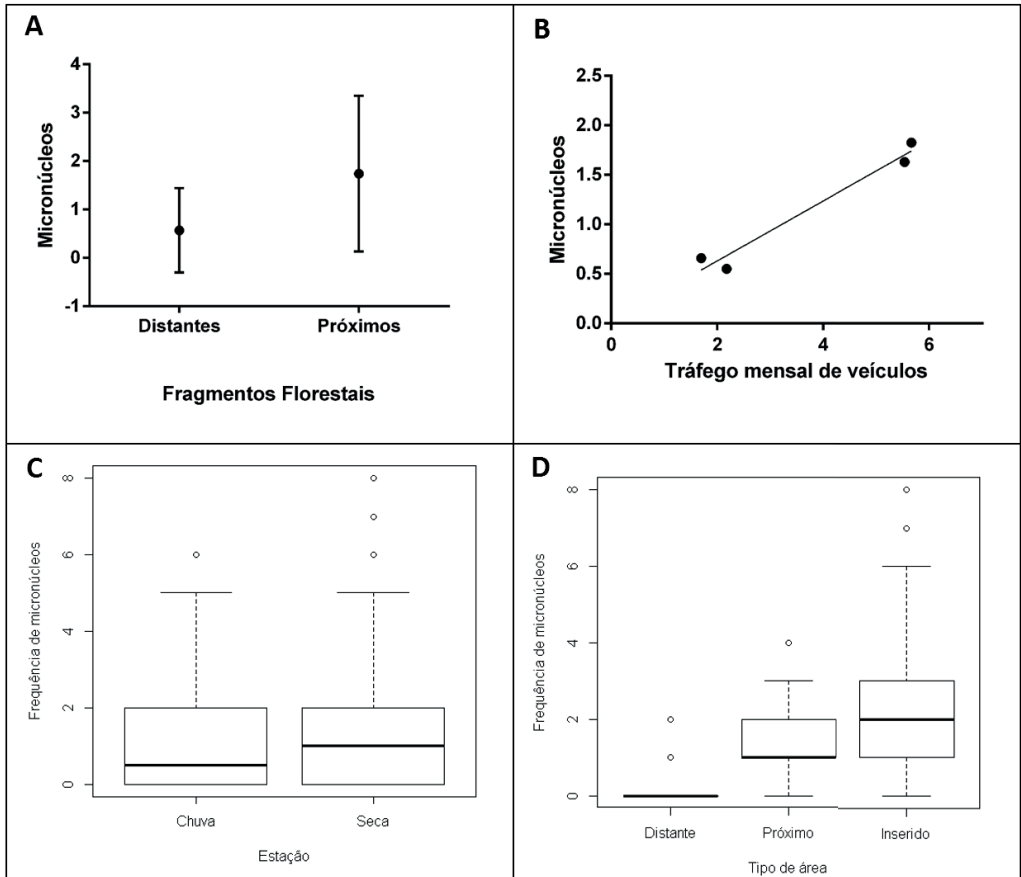 A
Micronúcleos
4
3
2
1
0
-1
Distantes Próximos
Fragmentos Florestais
B
Micronúcleos
2.5
2.0
1.5
1.0
0.5
0.0
0 2 4 6
Tráfego mensal de veículos
C
Frequência de micronúcleos
8
6
4
2
0
Chuva Seca
Estação
D
Frequência de micronúcleos
8
6
4
2
0
Distante Próximo Inserido
Tipo de área